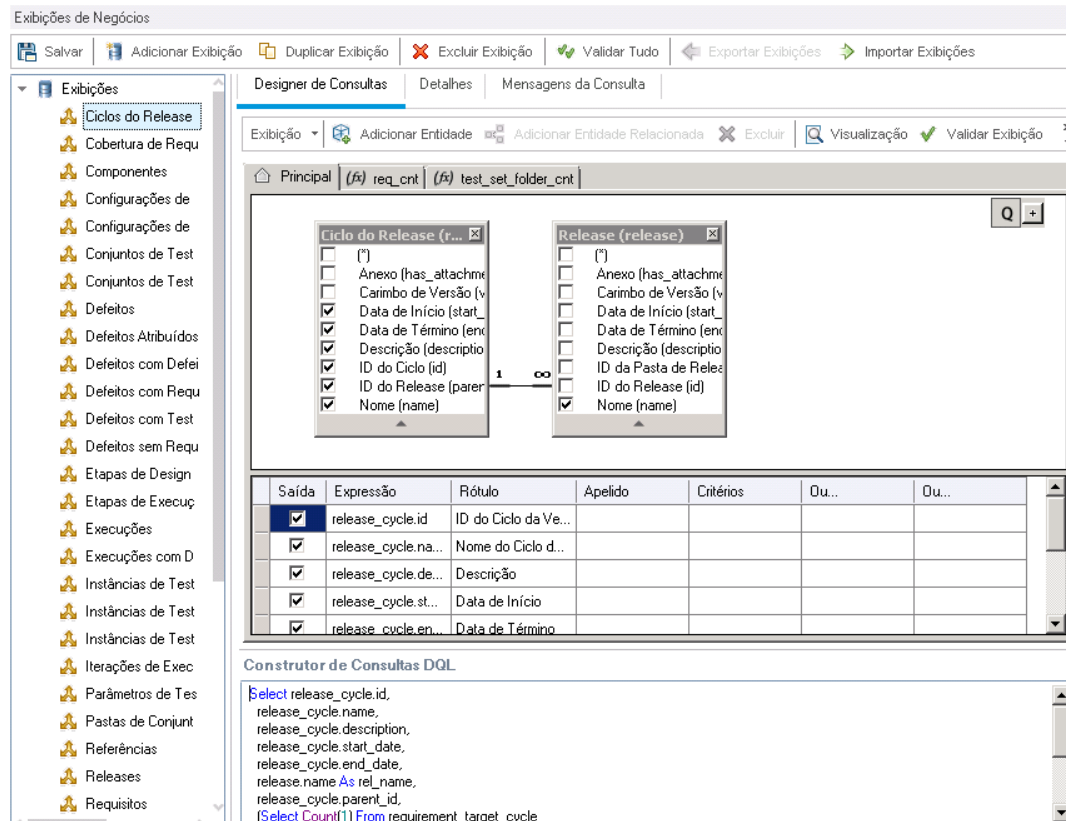 Exibições de Negócios
Salvar Adicionar Exibição Duplicar Exibição Excluir Exibição Validar Tudo Exportar Exibições Importar Exibições
Exibições
Ciclos do Release
Cobertura de Requ
Componentes
Configurações de
Configurações de
Conjuntos de Test
Conjuntos de Test
Defeitos
Defeitos Atribuídos
Defeitos com Defei
Defeitos com Requ
Defeitos com Test
Defeitos sem Requ
Etapas de Design
Etapas de Execuç
Execuções
Execuções com D
Instâncias de Test
Instâncias de Test
Instâncias de Test
Iterações de Exec
Parâmetros de Tes
Pastas de Conjunt
Referências
Releases
Requisitos
Designer de Consultas Detalhes Mensagens da Consulta
Exibição Adicionar Entidade Adicionar Entidade Relacionada Excluir Visualização Validar Exibição
Principal (fx) req_cnt (fx) test_set_folder_cnt
Q +
Ciclo do Release (r...
(*)
Anexo (has_attachme
Carimbo de Versão (v
Data de Início (start_
Data de Término (end
Descrição (descriptio
ID do Ciclo (id)
ID do Release (paren
Nome (name)
1 ∞
Release (release)
(*)
Anexo (has_attachme
Carimbo de Versão (v
Data de Início (start_
Data de Término (end
Descrição (descriptio
ID da Pasta de Relea
ID do Release (id)
Nome (name)
Saída Expressão Rótulo Apelido Critérios Ou... Ou...
release_cycle.id ID do Ciclo da Ve...
release_cycle.na... Nome do Ciclo d...
release_cycle.de... Descrição
release_cycle.st... Data de Início
release_cycle.en... Data de Término
Construtor de Consultas DQL
Select release_cycle.id,
release_cycle.name,
release_cycle.description,
release_cycle.start_date,
release_cycle.end_date,
release.name As rel_name,
release_cycle.parent_id,
(Select Count(1) From requirement_target_cycle